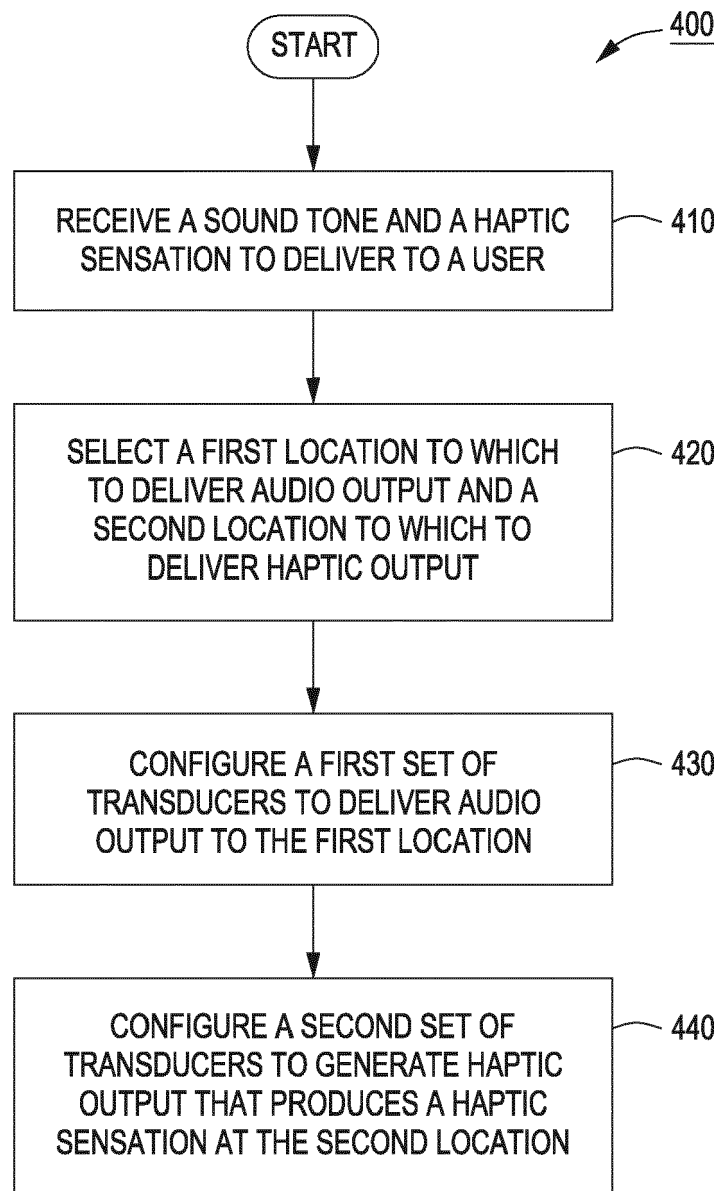 START
400
RECEIVE A SOUND TONE AND A HAPTIC
SENSATION TO DELIVER TO A USER
410
SELECT A FIRST LOCATION TO WHICH
TO DELIVER AUDIO OUTPUT AND A
SECOND LOCATION TO WHICH TO
DELIVER HAPTIC OUTPUT
420
CONFIGURE A FIRST SET OF
TRANSDUCERS TO DELIVER AUDIO
OUTPUT TO THE FIRST LOCATION
430
CONFIGURE A SECOND SET OF
TRANSDUCERS TO GENERATE HAPTIC
OUTPUT THAT PRODUCES A HAPTIC
SENSATION AT THE SECOND LOCATION
440